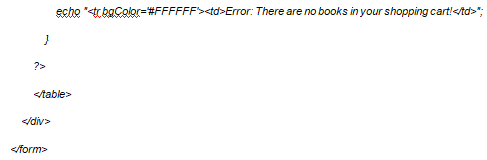 echo "<tr bgColor='#FFFFFF'><td>Error: There are no books in your shopping cart!</td>";
}
?>
</table>
</div>
</form>